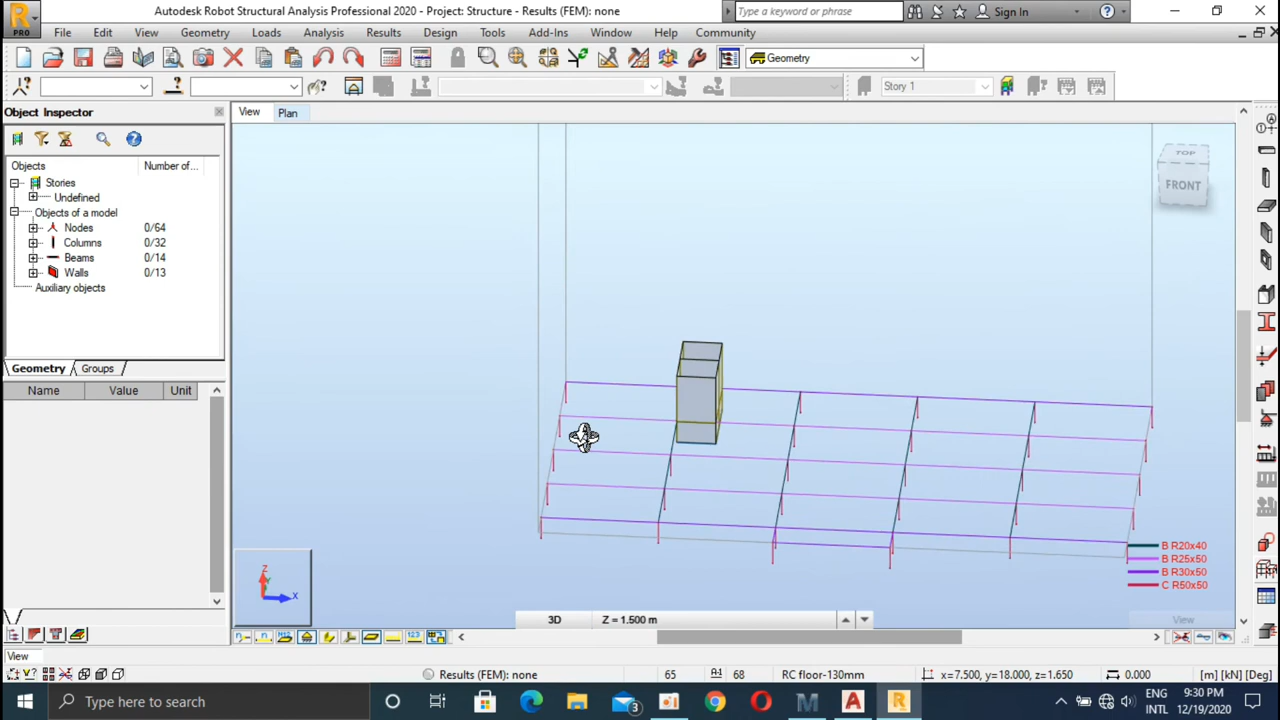 Autodesk Robot Structural Analysis Professional 2020 - Project: Structure - Results (FEM): none
Type a keyword or phrase
Sign In
PRO
File Edit View Geometry Loads Analysis Results Design Tools Add-Ins Window Help Community
Geometry
Story 1
Object Inspector
View Plan
Objects Number of...
Stories
Undefined
Objects of a model
Nodes 0/64
Columns 0/32
Beams 0/14
Walls 0/13
Auxiliary objects
Geometry Groups
Name Value Unit
TOP
FRONT
B R20x40
B R25x50
B R30x50
C R50x50
Z
Y
X
3D Z = 1.500 m
View
View
Results (FEM): none 65 68 RC floor-130mm x=7.500, y=18.000, z=1.650 0.000 [m] [kN] [Deg]
Type here to search
3
ENG
INTL
9:30 PM
12/19/2020